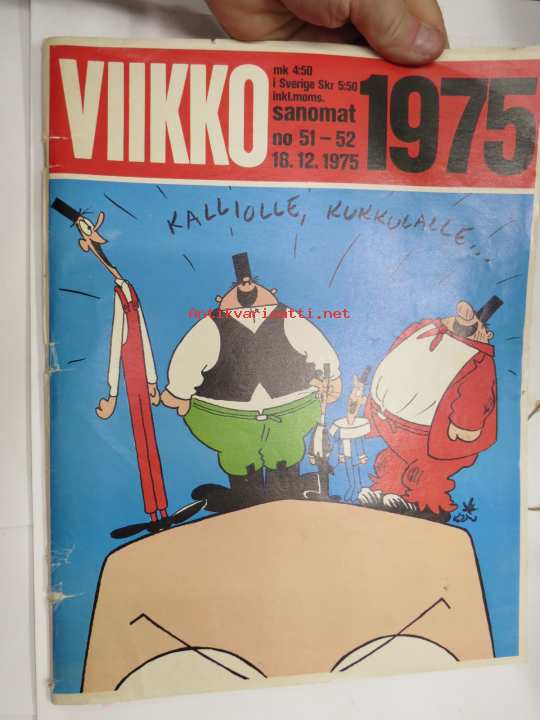 VIIKKO
mk 4:50
i Sverige Skr 5:50
inkl.moms.
sanomat
no 51-52
18.12.1975
1975
KALLIOLLE, KUKKULALLE...
Antikvariaatti.net